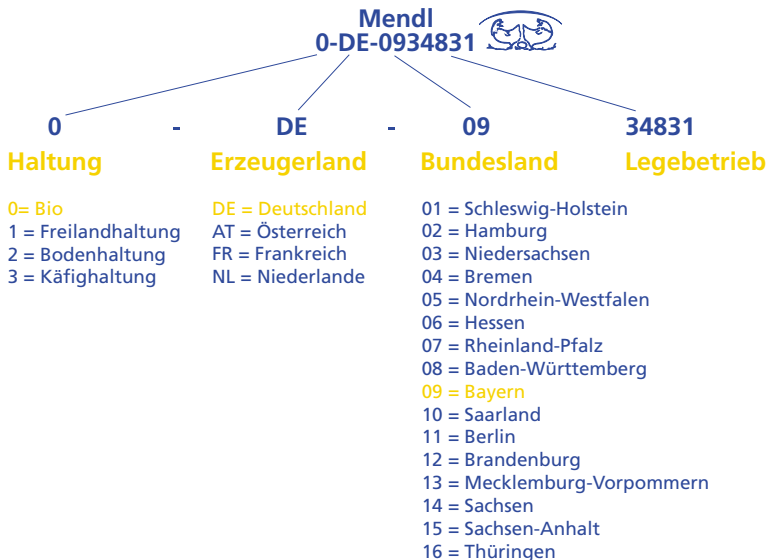 Mendl
0-DE-0934831
0 - DE - 09 34831
Haltung Erzeugerland Bundesland Legebetrieb
0= Bio
1 = Freilandhaltung
2 = Bodenhaltung
3 = Käfighaltung
DE = Deutschland
AT = Österreich
FR = Frankreich
NL = Niederlande
01 = Schleswig-Holstein
02 = Hamburg
03 = Niedersachsen
04 = Bremen
05 = Nordrhein-Westfalen
06 = Hessen
07 = Rheinland-Pfalz
08 = Baden-Württemberg
09 = Bayern
10 = Saarland
11 = Berlin
12 = Brandenburg
13 = Mecklemburg-Vorpommern
14 = Sachsen
15 = Sachsen-Anhalt
16 = Thüringen